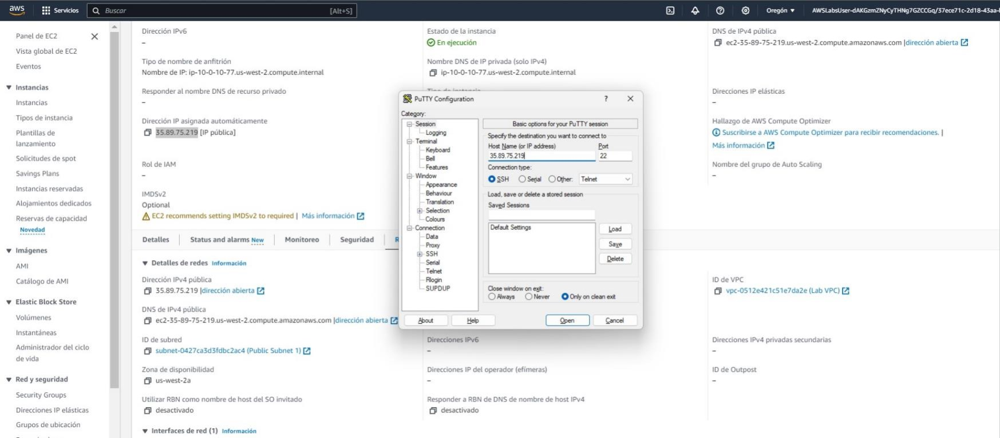 aws
Servicios
Buscar
[Alt+S]
Oregón
AWSLabsUser-dAKGzmZNyCyTHNg7GZCCGq/37ece71c-2d18-43aa-
Panel de EC2
Vista global de EC2
Eventos
Instancias
Instancias
Tipos de instancia
Plantillas de
lanzamiento
Solicitudes de spot
Savings Plans
Instancias reservadas
Alojamientos dedicados
Reservas de capacidad
Novedad
Imágenes
AMI
Catálogo de AMI
Elastic Block Store
Volúmenes
Instantáneas
Administrador del ciclo
de vida
Red y seguridad
Security Groups
Direcciones IP elásticas
Grupos de ubicación
Dirección IPv6
–
Tipo de nombre de anfitrión
Nombre de IP: ip-10-0-10-77.us-west-2.compute.internal
Responder al nombre DNS de recurso privado
–
Dirección IP asignada automáticamente
35.89.75.219 [IP pública]
Rol de IAM
–
IMDSv2
Optional
EC2 recommends setting IMDSv2 to required | Más información
Estado de la instancia
En ejecución
Nombre DNS de IP privada (solo IPv4)
ip-10-0-10-77.us-west-2.compute.internal
Tipo de instancia
DNS de IPv4 pública
ec2-35-89-75-219.us-west-2.compute.amazonaws.com |dirección abierta
Direcciones IP elásticas
–
Hallazgo de AWS Compute Optimizer
Suscribirse a AWS Compute Optimizer para recibir recomendaciones. |
Más información
Nombre del grupo de Auto Scaling
–
Detalles
Status and alarms New
Monitoreo
Seguridad
R
Detalles de redes Información
Dirección IPv4 pública
35.89.75.219 |dirección abierta
DNS de IPv4 pública
ec2-35-89-75-219.us-west-2.compute.amazonaws.com |dirección abierta
ID de subred
subnet-0427ca3d3fdbc2ac4 (Public Subnet 1)
Zona de disponibilidad
us-west-2a
Utilizar RBN como nombre de host del SO invitado
desactivado
Interfaces de red (1) Información
Direcciones IPv6
–
Direcciones IP del operador (efímeras)
–
Responder a RBN de DNS de nombre de host IPv4
desactivado
ID de VPC
vpc-0512e421c51e7da2e (Lab VPC)
Direcciones IPv4 privadas secundarias
–
ID de Outpost
–
PuTTY Configuration
?
Category:
Session
Logging
Terminal
Keyboard
Bell
Features
Window
Appearance
Behaviour
Translation
Selection
Colours
Connection
Data
Proxy
SSH
Serial
Telnet
Rlogin
SUPDUP
Basic options for your PuTTY session
Specify the destination you want to connect to
Host Name (or IP address)
Port
35.89.75.219
22
Connection type:
SSH
Serial
Other:
Telnet
Load, save or delete a stored session
Saved Sessions
Default Settings
Load
Save
Delete
Close window on exit:
Always
Never
Only on clean exit
About
Help
Open
Cancel